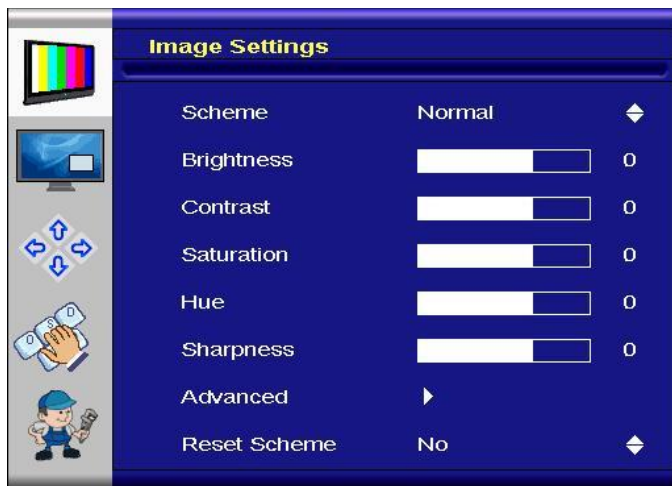 Image Settings
Scheme Normal
Brightness 0
Contrast 0
Saturation 0
Hue 0
Sharpness 0
Advanced
Reset Scheme No
O S D